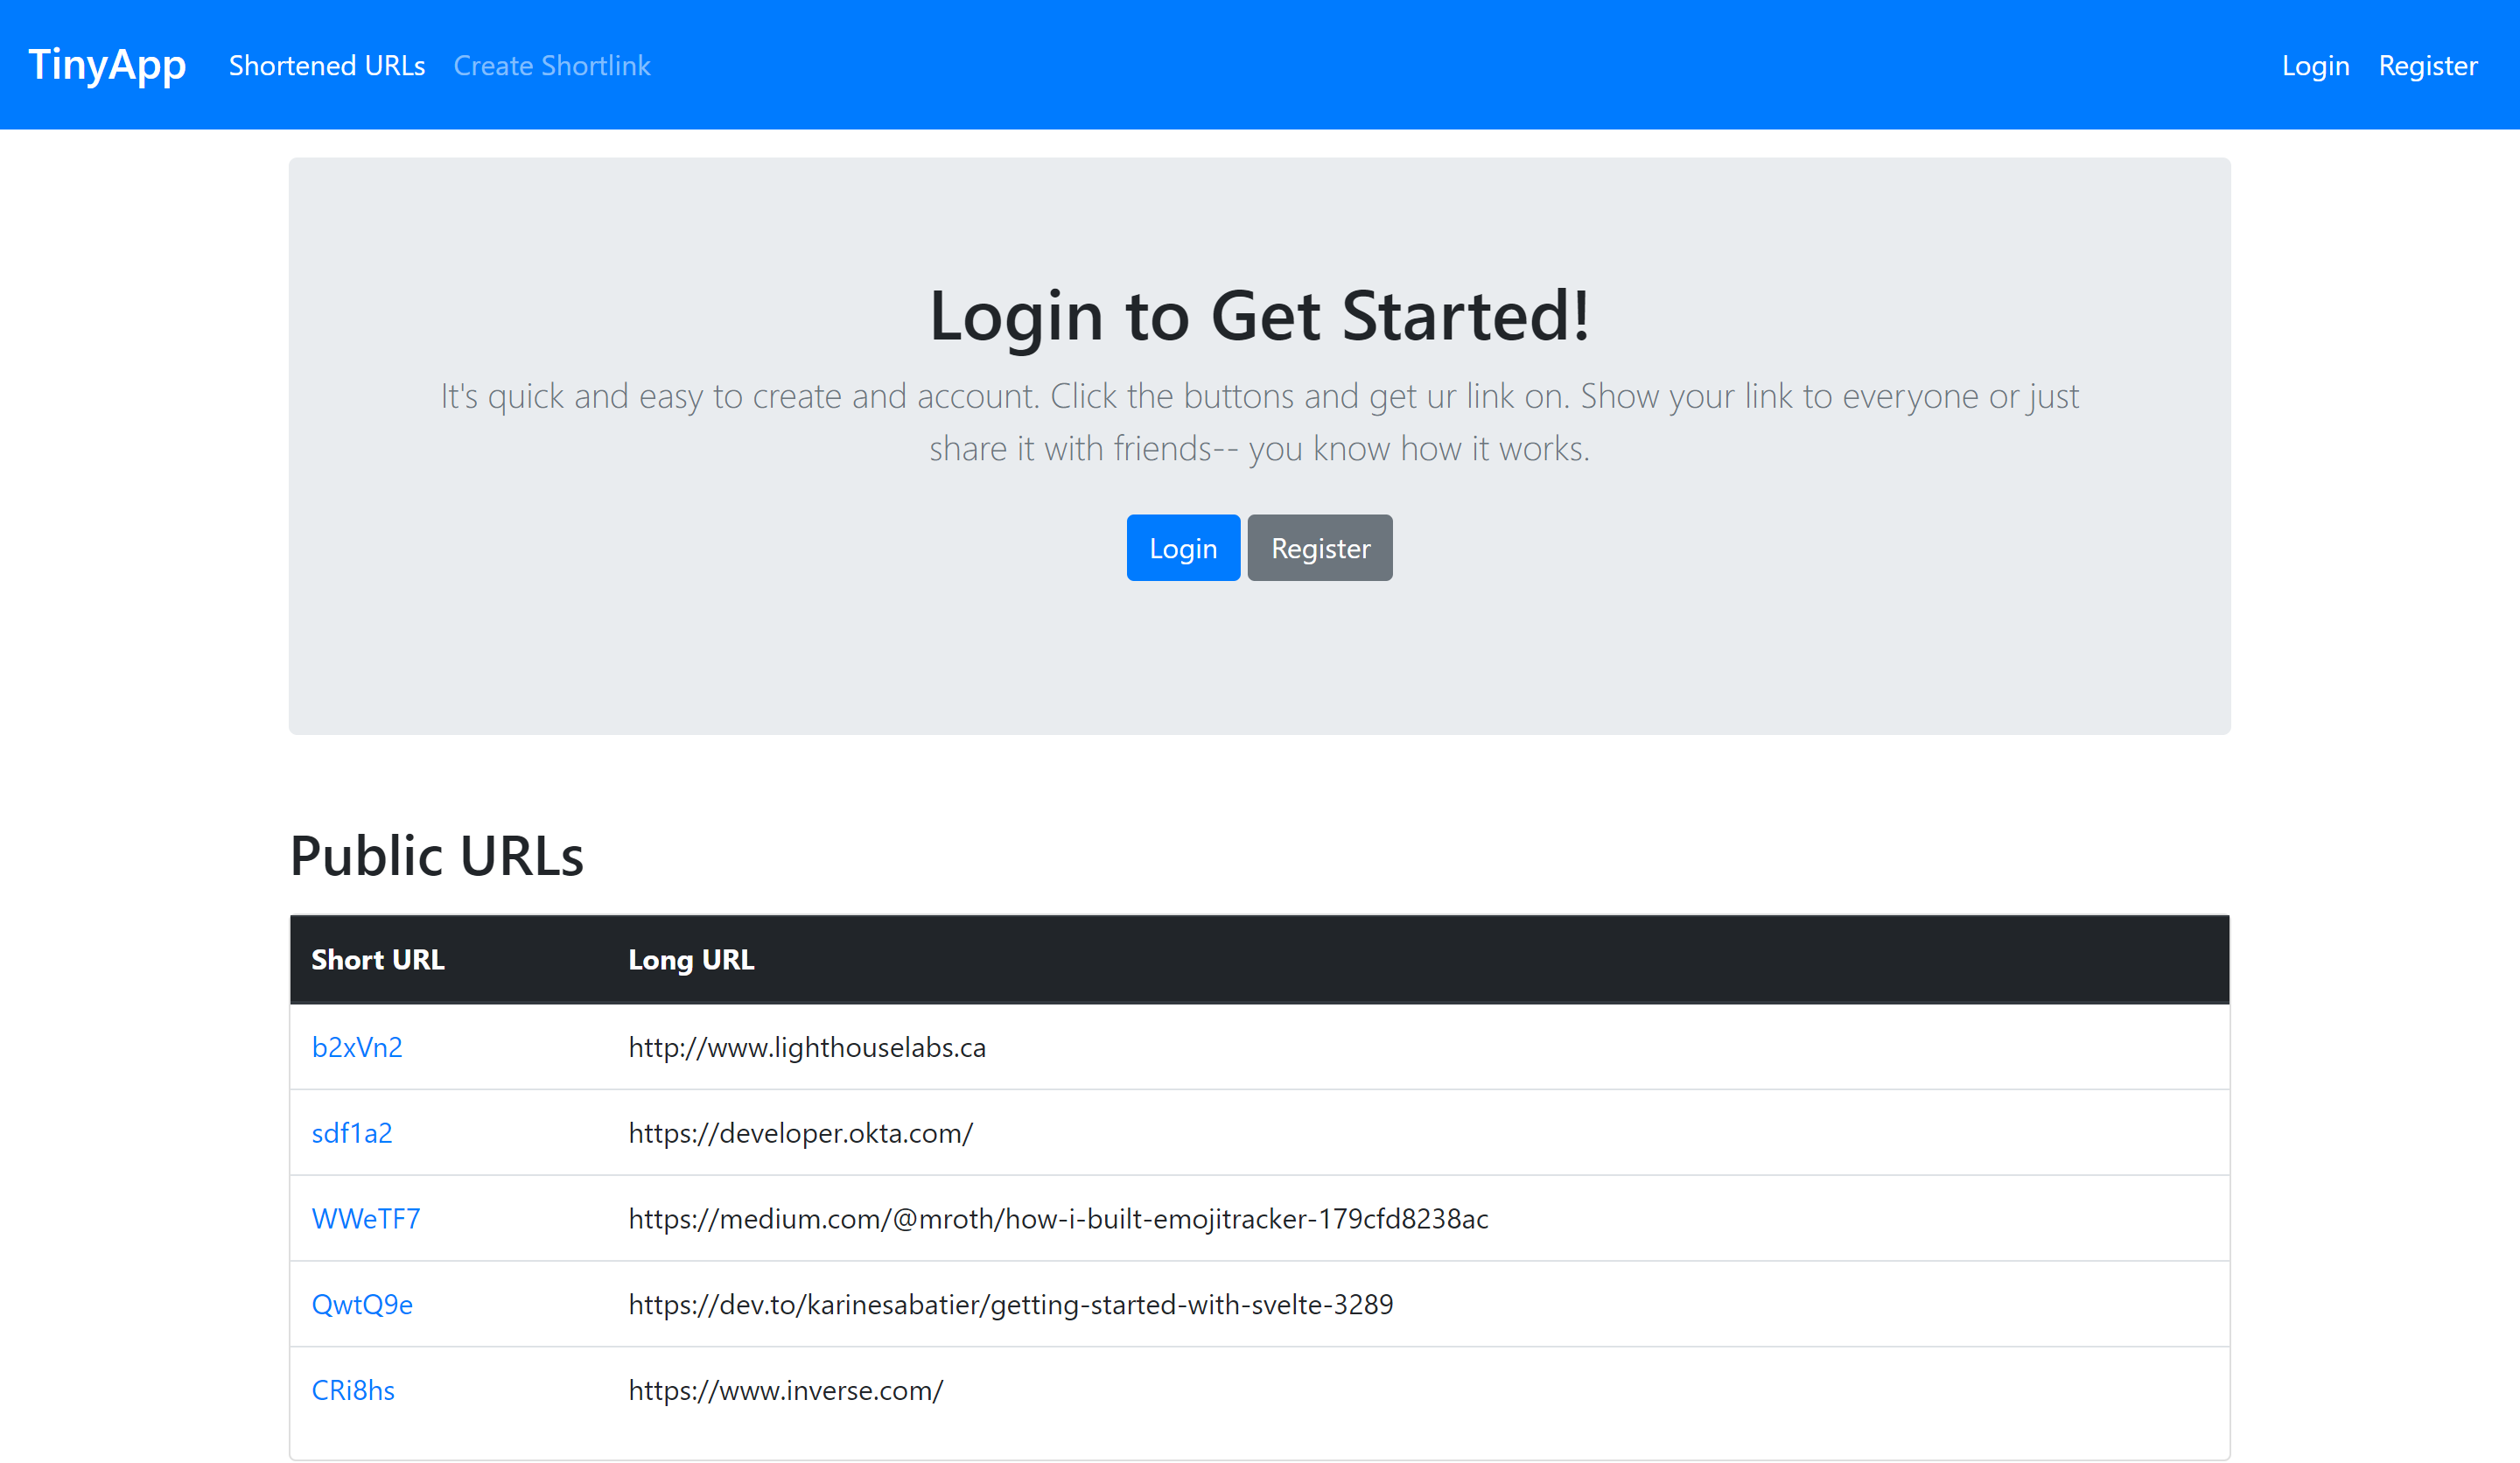 TinyApp Shortened URLs Create Shortlink Login Register
Login to Get Started!
It's quick and easy to create and account. Click the buttons and get ur link on. Show your link to everyone or just
share it with friends-- you know how it works.
Login Register
Public URLs
Short URL Long URL
b2xVn2 http://www.lighthouselabs.ca
sdf1a2 https://developer.okta.com/
WWeTF7 https://medium.com/@mroth/how-i-built-emojitracker-179cfd8238ac
QwtQ9e https://dev.to/karinesabatier/getting-started-with-svelte-3289
CRi8hs https://www.inverse.com/